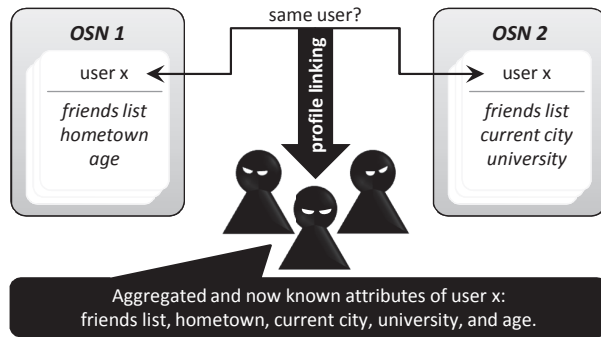 same user?
OSN 1
user x
friends list
hometown
age
profile linking
OSN 2
user x
friends list
current city
university
Aggregated and now known attributes of user x:
friends list, hometown, current city, university, and age.